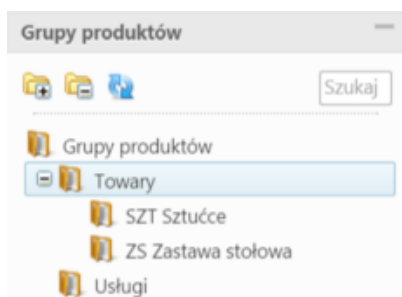 Grupy produktów
Szukaj
Grupy produktów
Towary
SZT Sztućce
ZS Zastawa stołowa
Usługi